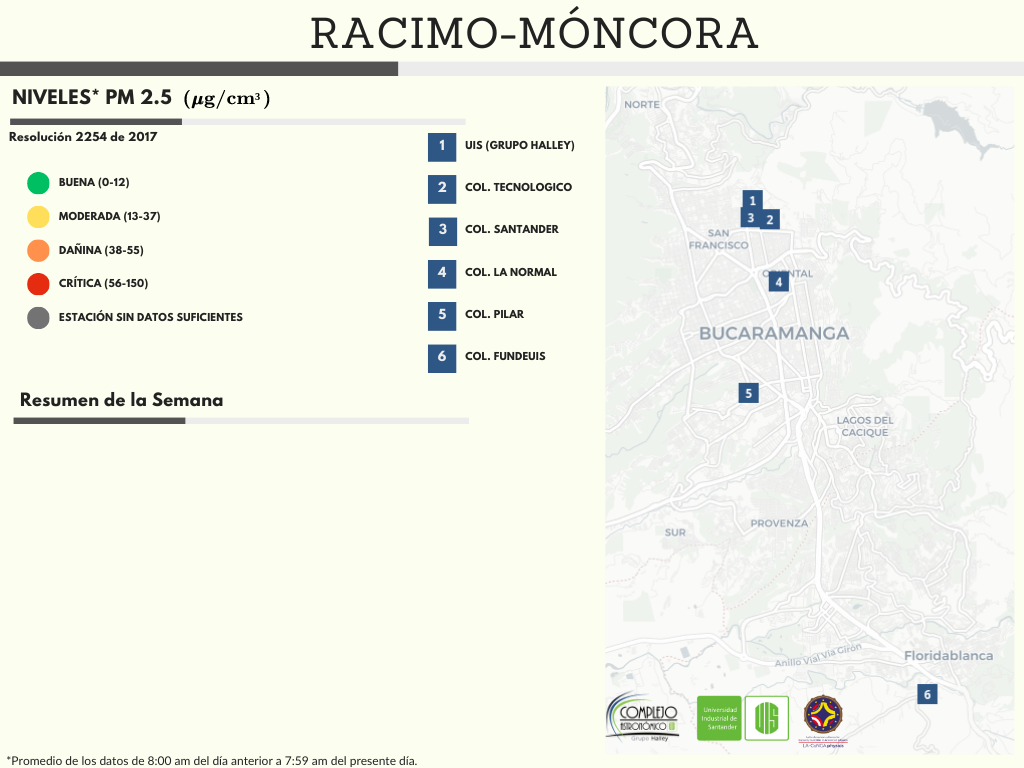 RACIMO-MÓNCORA
NIVELES* PM 2.5 (μg/cm³)
Resolución 2254 de 2017
BUENA (0-12)
MODERADA (13-37)
DAÑINA (38-55)
CRÍTICA (56-150)
ESTACIÓN SIN DATOS SUFICIENTES
1 UIS (GRUPO HALLEY)
2 COL. TECNOLOGICO
3 COL. SANTANDER
4 COL. LA NORMAL
5 COL. PILAR
6 COL. FUNDEUIS
Resumen de la Semana
NORTE
1
3 2
SAN
FRANCISCO
4
BUCARAMANGA
5
LAGOS DEL
CACIQUE
PROVENZA
SUR
Anillo Vial Vía Girón
Floridablanca
6
COMPLEJO
ASTRONÓMICO
Grupo Halley
Universidad
Industrial de
Santander
UIS
LA-CoNGA physics
*Promedio de los datos de 8:00 am del día anterior a 7:59 am del presente día.